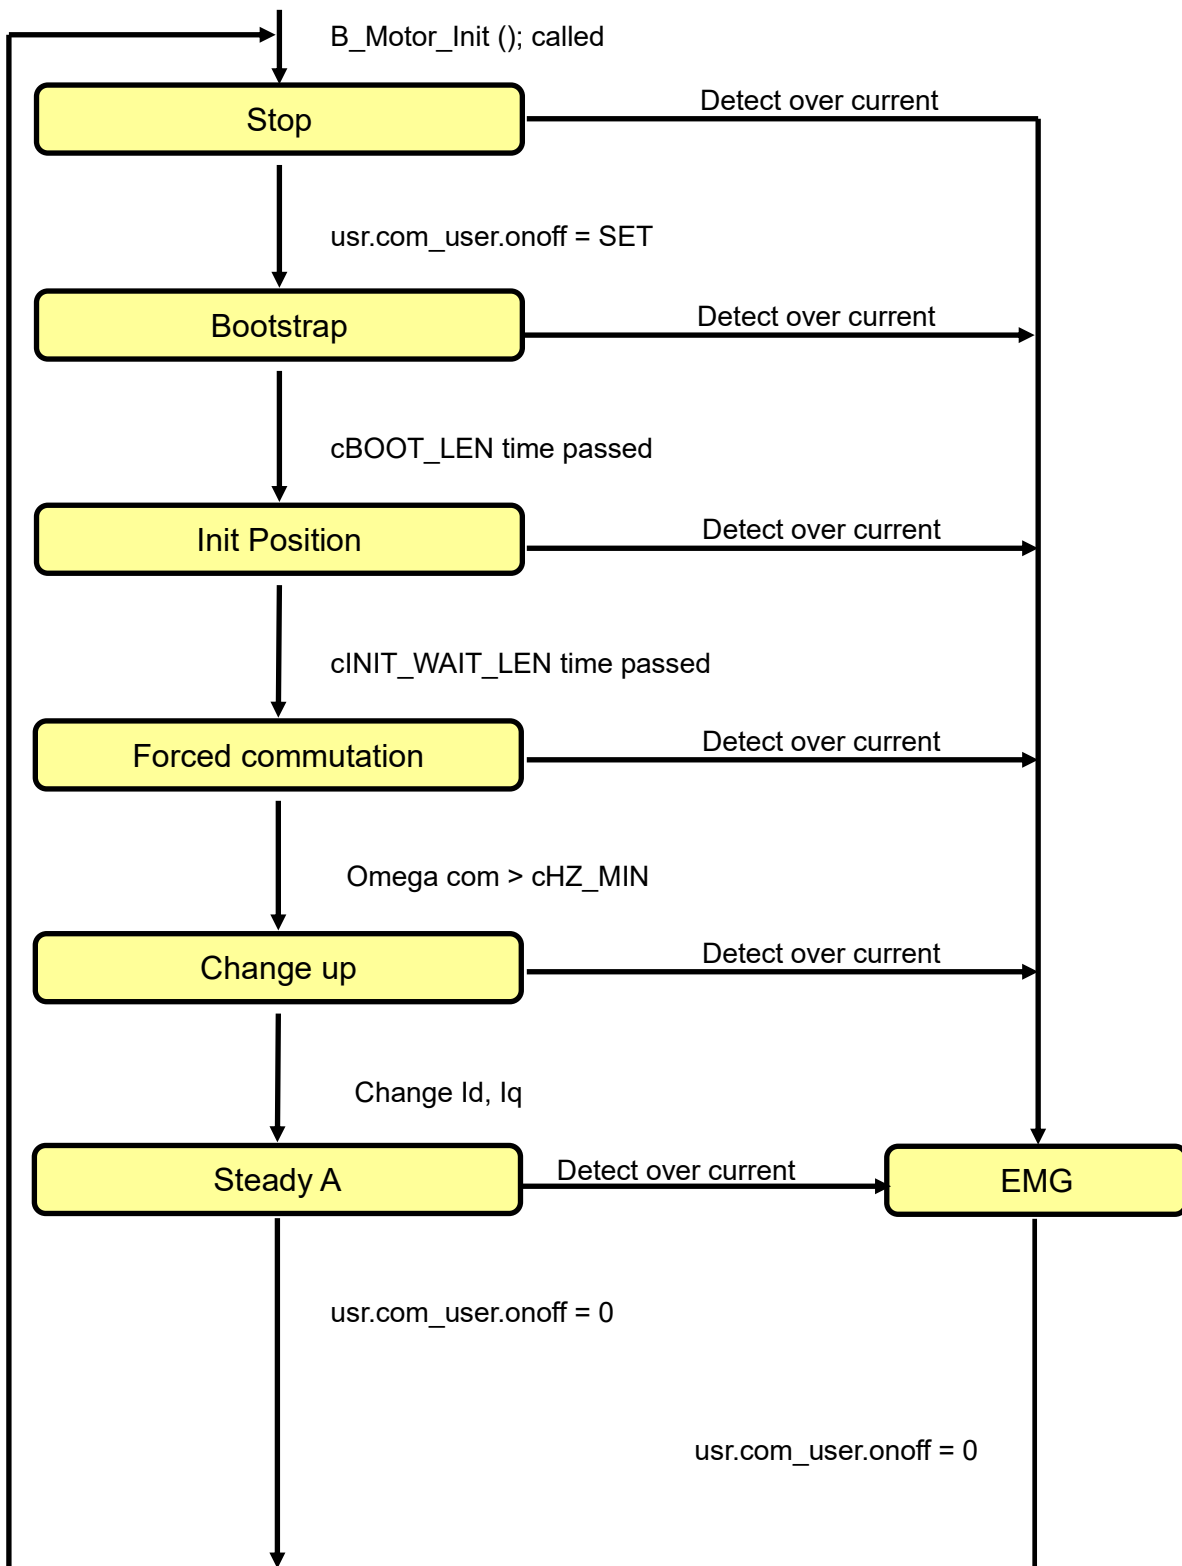 B_Motor_Init (); called
Stop
Detect over current
usr.com_user.onoff = SET
Bootstrap
Detect over current
cBOOT_LEN time passed
Init Position
Detect over current
cINIT_WAIT_LEN time passed
Forced commutation
Detect over current
Omega com > cHZ_MIN
Change up
Detect over current
Change Id, Iq
Steady A
Detect over current
EMG
usr.com_user.onoff = 0
usr.com_user.onoff = 0